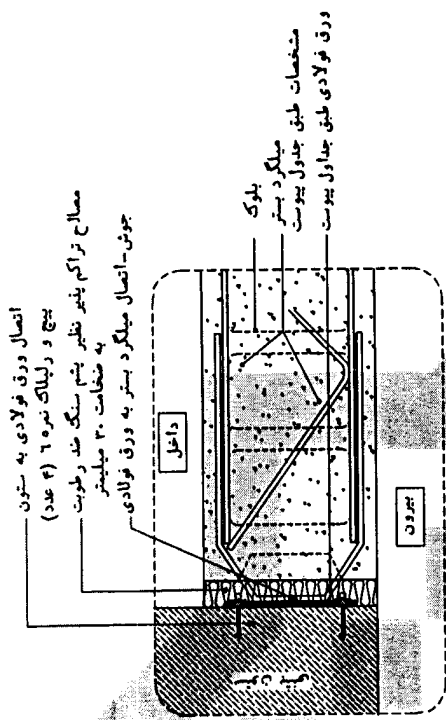 اتصال ورق فولادی به ستون
پیچ و رلپلاک نمره ۶ (۴ عدد)
مصالح تراکم پذیر نظیر پشم سنگ ضد رطوبت
به ضخامت ۳۰ میلیمتر
جوش-اتصال میلگرد بستر به ورق فولادی
بلوک
میلگرد بستر
مشخصات طبق جدول پیوست
ورق فولادی طبق جداول پیوست
داخل
بیرون
ستون